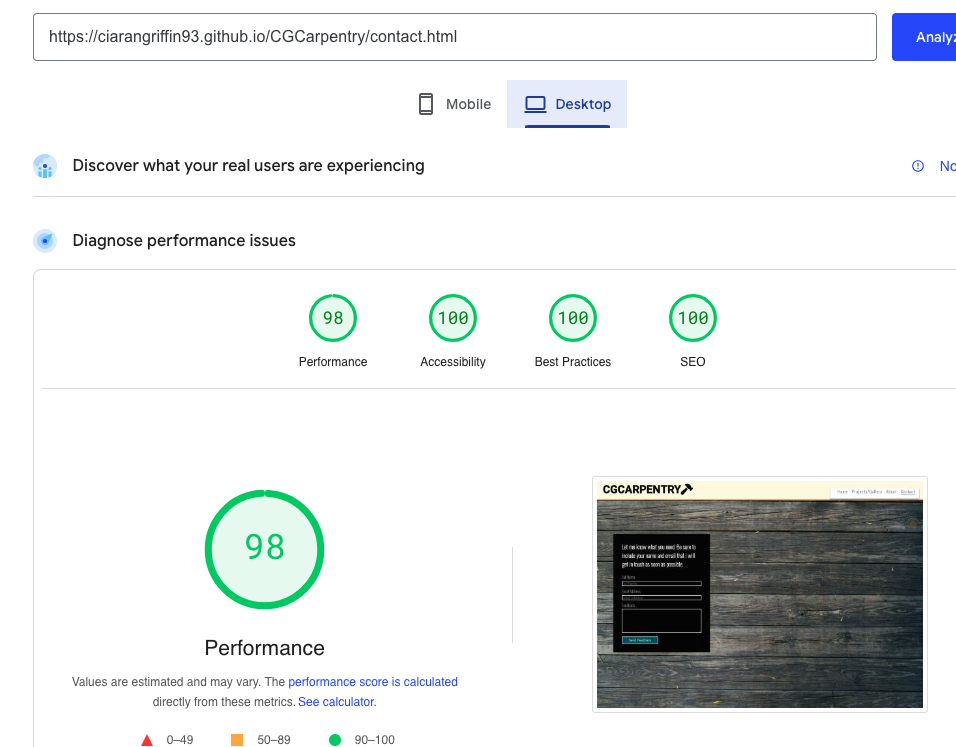 https://ciarangriffin93.github.io/CGCarpentry/contact.html
Analyz
Mobile
Desktop
Discover what your real users are experiencing
No
Diagnose performance issues
98
100
100
100
Performance
Accessibility
Best Practices
SEO
98
Performance
Values are estimated and may vary. The performance score is calculated
directly from these metrics. See calculator.
0–49
50–89
90–100
CGCARPENTRY
Home
About
Contact
Let me know what you need. Be sure to
include your name and email that I will
get in touch as soon as possible.